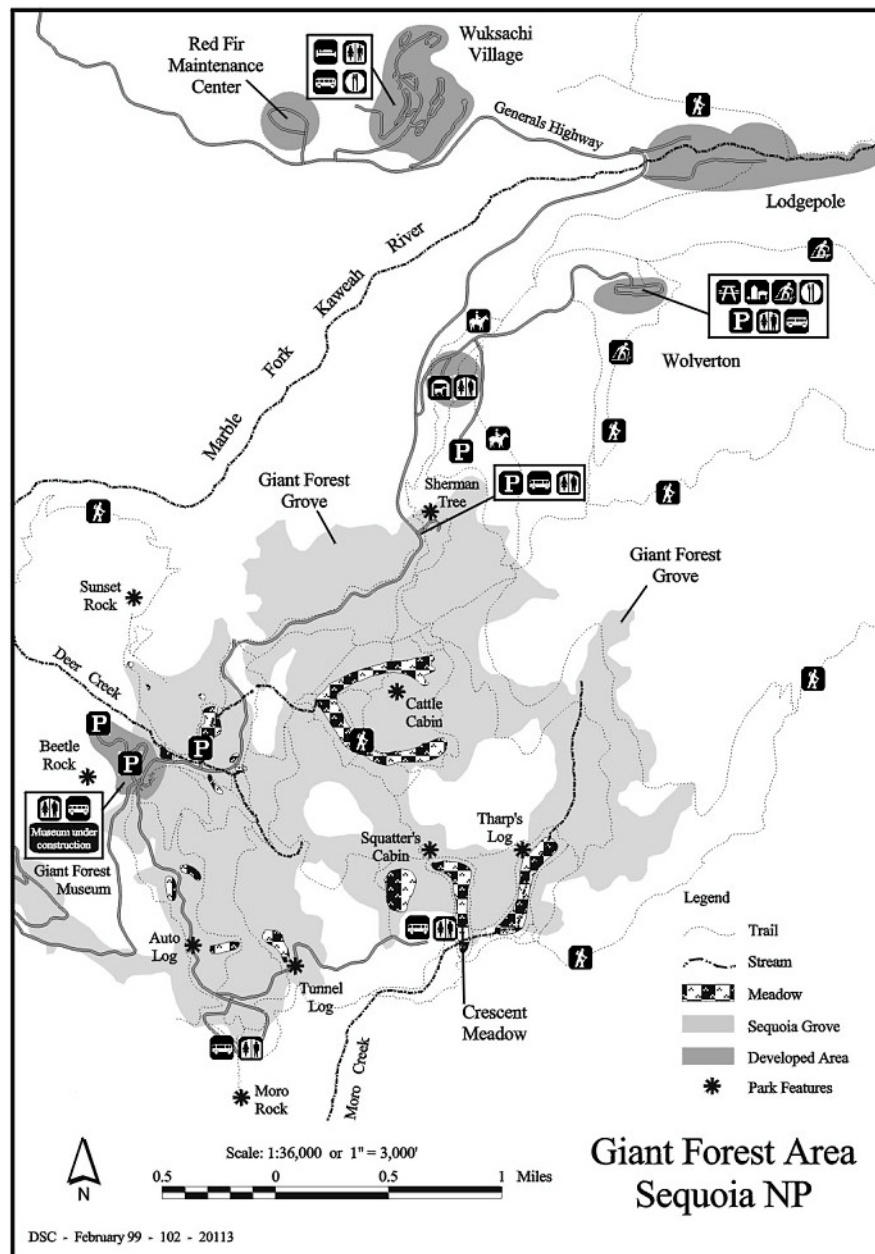 Red Fir
Maintenance
Center
Wuksachi
Village
Generals Highway
Lodgepole
Marble Fork Kaweah River
P
Wolverton
P
P
Giant Forest
Grove
Sherman
Tree
Giant Forest
Grove
Sunset
Rock
Deer Creek
Cattle
Cabin
P
P
P
Beetle
Rock
Museum under
construction
Giant Forest
Museum
Squatter's
Cabin
Tharp's
Log
Auto
Log
Tunnel
Log
Crescent
Meadow
Moro
Rock
Moro Creek
Legend
Trail
Stream
Meadow
Sequoia Grove
Developed Area
Park Features
N
Scale: 1:36,000 or 1" = 3,000'
0.5 0 0.5 1 Miles
Giant Forest Area
Sequoia NP
DSC - February 99 - 102 - 20113